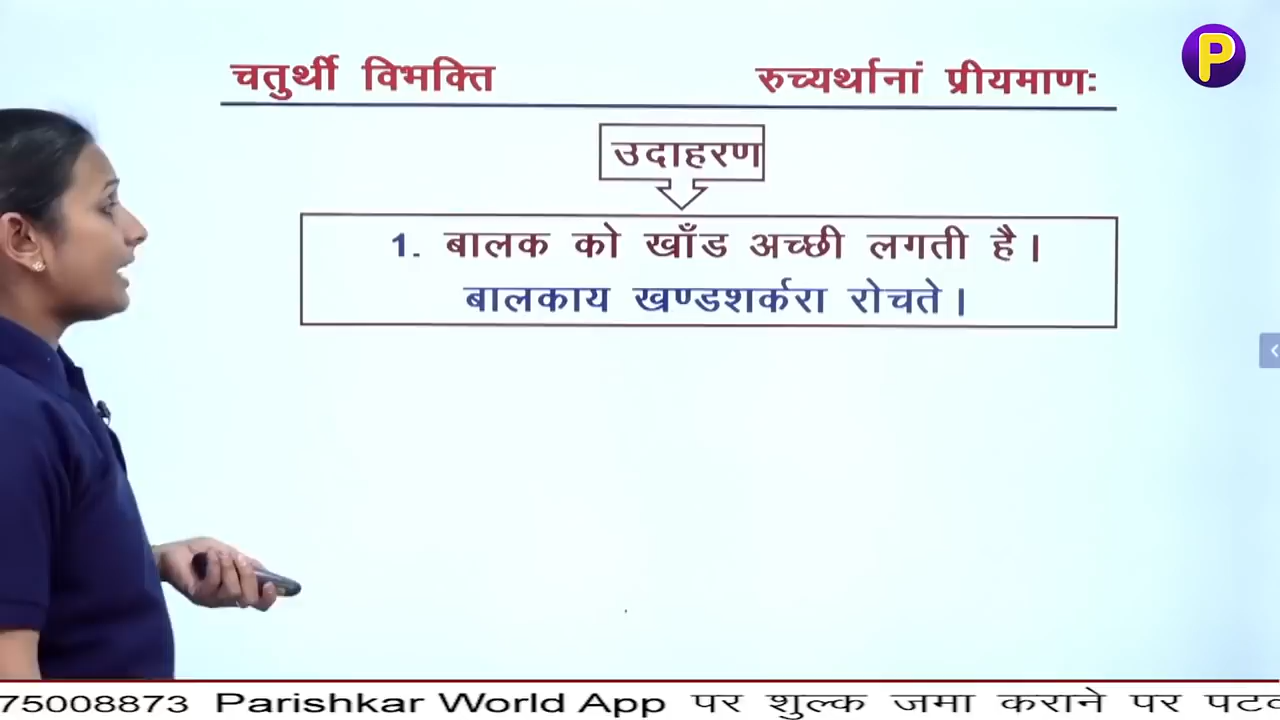 चतुर्थी विभक्ति रुच्यर्थानां प्रीयमाणः
P
उदाहरण
1. बालक को खाँड अच्छी लगती है।
बालकाय खण्डशर्करा रोचते।
75008873 Parishkar World App पर शुल्क जमा कराने पर